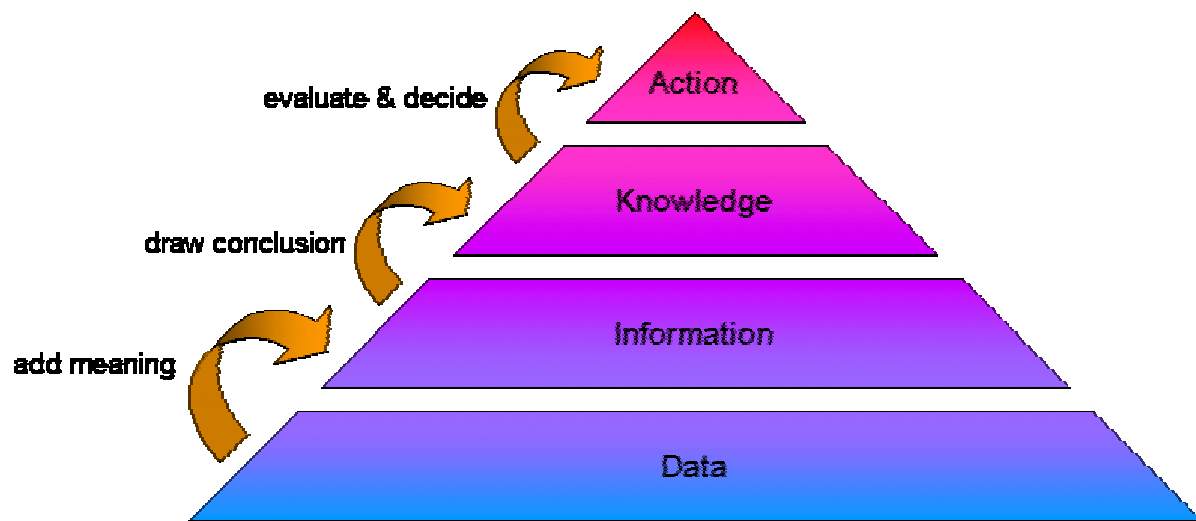 Action
evaluate & decide
Knowledge
draw conclusion
Information
add meaning
Data